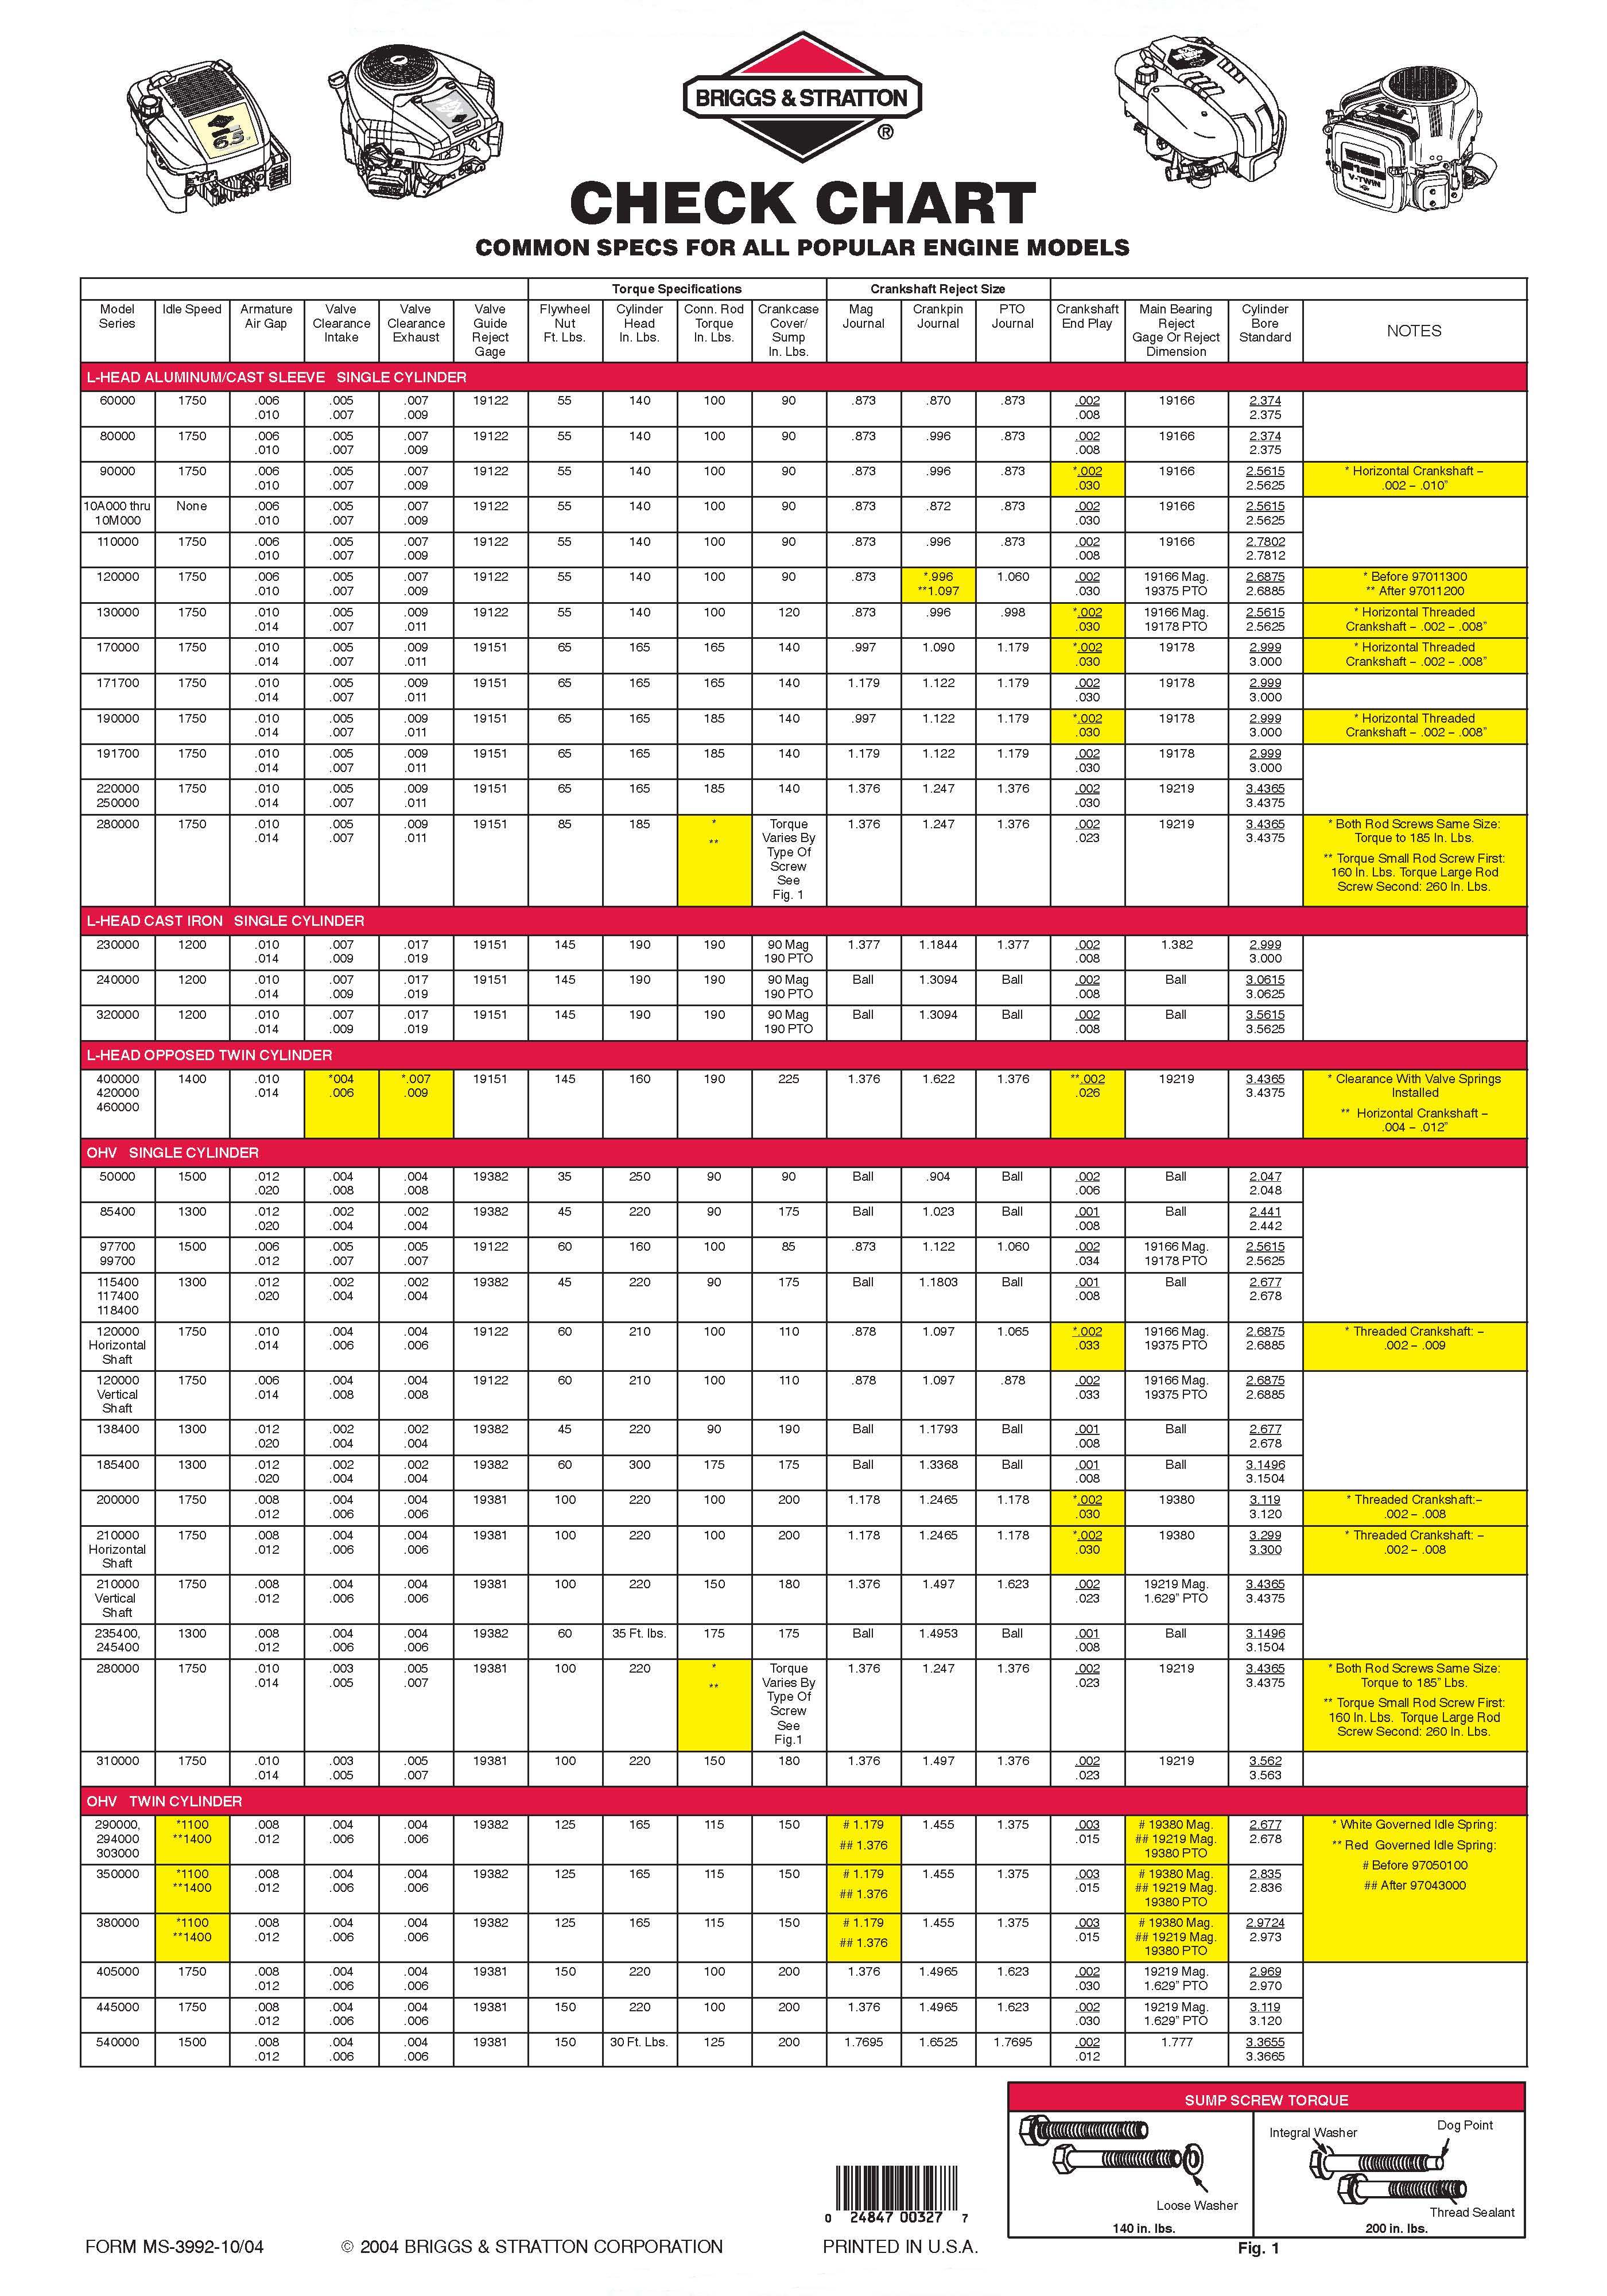 6.5
V-TWIN
BRIGGS & STRATTON
®
CHECK CHART
COMMON SPECS FOR ALL POPULAR ENGINE MODELS
Torque Specifications Crankshaft Reject Size
Model Idle Speed Armature Valve Valve Valve Flywheel Cylinder Conn. Rod Crankcase Mag Crankpin PTO Crankshaft Main Bearing Cylinder
Series Air Gap Clearance Clearance Guide Nut Head Torque Cover/ Journal Journal Journal End Play Reject Bore NOTES
Intake Exhaust Reject Ft. Lbs. In. Lbs. In. Lbs. Sump Gage Or Reject Standard
Gage In. Lbs. Dimension
L-HEAD ALUMINUM/CAST SLEEVE SINGLE CYLINDER
60000 1750 .006 .005 .007 19122 55 140 100 90 .873 .870 .873 .002 19166 2.374
.010 .007 .009 .008 2.375
80000 1750 .006 .005 .007 19122 55 140 100 90 .873 .996 .873 .002 19166 2.374
.010 .007 .009 .008 2.375
90000 1750 .006 .005 .007 19122 55 140 100 90 .873 .996 .873 *.002 19166 2.5615 * Horizontal Crankshaft –
.010 .007 .009 .030 2.5625 .002 – .010"
10A000 thru None .006 .005 .007 19122 55 140 100 90 .873 .872 .873 .002 19166 2.5615
10M000 .010 .007 .009 .030 2.5625
110000 1750 .006 .005 .007 19122 55 140 100 90 .873 .996 .873 .002 19166 2.7802
.010 .007 .009 .008 2.7812
120000 1750 .006 .005 .007 19122 55 140 100 90 .873 *.996 1.060 .002 19166 Mag. 2.6875 * Before 97011300
.010 .007 .009 **1.097 .030 19375 PTO 2.6885 ** After 97011200
130000 1750 .010 .005 .009 19122 55 140 100 120 .873 .996 .998 *.002 19166 Mag. 2.5615 * Horizontal Threaded
.014 .007 .011 .030 19178 PTO 2.5625 Crankshaft – .002 – .008"
170000 1750 .010 .005 .009 19151 65 165 165 140 .997 1.090 1.179 *.002 19178 2.999 * Horizontal Threaded
.014 .007 .011 .030 3.000 Crankshaft – .002 – .008"
171700 1750 .010 .005 .009 19151 65 165 165 140 1.179 1.122 1.179 .002 19178 2.999
.014 .007 .011 .030 3.000
190000 1750 .010 .005 .009 19151 65 165 185 140 .997 1.122 1.179 *.002 19178 2.999 * Horizontal Threaded
.014 .007 .011 .030 3.000 Crankshaft – .002 – .008"
191700 1750 .010 .005 .009 19151 65 165 185 140 1.179 1.122 1.179 .002 19178 2.999
.014 .007 .011 .030 3.000
220000 1750 .010 .005 .009 19151 65 165 185 140 1.376 1.247 1.376 .002 19219 3.4365
250000 .014 .007 .011 .030 3.4375
280000 1750 .010 .005 .009 19151 85 185 * Torque 1.376 1.247 1.376 .002 19219 3.4365 * Both Rod Screws Same Size:
.014 .007 .011 ** Varies By .023 3.4375 Torque to 185 In. Lbs.
Type Of ** Torque Small Rod Screw First:
Screw 160 In. Lbs. Torque Large Rod
See Screw Second: 260 In. Lbs.
Fig. 1
L-HEAD CAST IRON SINGLE CYLINDER
230000 1200 .010 .007 .017 19151 145 190 190 90 Mag 1.377 1.1844 1.377 .002 1.382 2.999
.014 .009 .019 190 PTO .008 3.000
240000 1200 .010 .007 .017 19151 145 190 190 90 Mag Ball 1.3094 Ball .002 Ball 3.0615
.014 .009 .019 190 PTO .008 3.0625
320000 1200 .010 .007 .017 19151 145 190 190 90 Mag Ball 1.3094 Ball .002 Ball 3.5615
.014 .009 .019 190 PTO .008 3.5625
L-HEAD OPPOSED TWIN CYLINDER
400000 1400 .010 *004 *.007 19151 145 160 190 225 1.376 1.622 1.376 **.002 19219 3.4365 * Clearance With Valve Springs
420000 .014 .006 .009 .026 3.4375 Installed
460000 ** Horizontal Crankshaft –
.004 – .012"
OHV SINGLE CYLINDER
50000 1500 .012 .004 .004 19382 35 250 90 90 Ball .904 Ball .002 Ball 2.047
.020 .008 .008 .006 2.048
85400 1300 .012 .002 .002 19382 45 220 90 175 Ball 1.023 Ball .001 Ball 2.441
.020 .004 .004 .008 2.442
97700 1500 .006 .005 .005 19122 60 160 100 85 .873 1.122 1.060 .002 19166 Mag. 2.5615
99700 .012 .007 .007 .034 19178 PTO 2.5625
115400 1300 .012 .002 .002 19382 45 220 90 175 Ball 1.1803 Ball .001 Ball 2.677
117400 .020 .004 .004 .008 2.678
118400
120000 1750 .010 .004 .004 19122 60 210 100 110 .878 1.097 1.065 *.002 19166 Mag. 2.6875 * Threaded Crankshaft: –
Horizontal .014 .006 .006 .033 19375 PTO 2.6885 .002 – .009
Shaft
120000 1750 .006 .004 .004 19122 60 210 100 110 .878 1.097 .878 .002 19166 Mag. 2.6875
Vertical .014 .008 .008 .033 19375 PTO 2.6885
Shaft
138400 1300 .012 .002 .002 19382 45 220 90 190 Ball 1.1793 Ball .001 Ball 2.677
.020 .004 .004 .008 2.678
185400 1300 .012 .002 .002 19382 60 300 175 175 Ball 1.3368 Ball .001 Ball 3.1496
.020 .004 .004 .008 3.1504
200000 1750 .008 .004 .004 19381 100 220 100 200 1.178 1.2465 1.178 *.002 19380 3.119 * Threaded Crankshaft:–
.012 .006 .006 .030 3.120 .002 – .008
210000 1750 .008 .004 .004 19381 100 220 100 200 1.178 1.2465 1.178 *.002 19380 3.299 * Threaded Crankshaft: –
Horizontal .012 .006 .006 .030 3.300 .002 – .008
Shaft
210000 1750 .008 .004 .004 19381 100 220 150 180 1.376 1.497 1.623 .002 19219 Mag. 3.4365
Vertical .012 .006 .006 .023 1.629" PTO 3.4375
Shaft
235400, 1300 .008 .004 .004 19382 60 35 Ft. lbs. 175 175 Ball 1.4953 Ball .001 Ball 3.1496
245400 .012 .006 .006 .008 3.1504
280000 1750 .010 .003 .005 19381 100 220 * Torque 1.376 1.247 1.376 .002 19219 3.4365 * Both Rod Screws Same Size:
.014 .005 .007 ** Varies By .023 3.4375 Torque to 185" Lbs.
Type Of ** Torque Small Rod Screw First:
Screw 160 In. Lbs. Torque Large Rod
See Screw Second: 260 In. Lbs.
Fig.1
310000 1750 .010 .003 .005 19381 100 220 150 180 1.376 1.497 1.376 .002 19219 3.562
.014 .005 .007 .023 3.563
OHV TWIN CYLINDER
290000, *1100 .008 .004 .004 19382 125 165 115 150 # 1.179 1.455 1.375 .003 # 19380 Mag. 2.677 * White Governed Idle Spring:
294000 **1400 .012 .006 .006 ## 1.376 .015 ## 19219 Mag. 2.678 ** Red Governed Idle Spring:
303000 19380 PTO # Before 97050100
350000 *1100 .008 .004 .004 19382 125 165 115 150 # 1.179 1.455 1.375 .003 # 19380 Mag. 2.835 ## After 97043000
**1400 .012 .006 .006 ## 1.376 .015 ## 19219 Mag. 2.836
19380 PTO
380000 *1100 .008 .004 .004 19382 125 165 115 150 # 1.179 1.455 1.375 .003 # 19380 Mag. 2.9724
**1400 .012 .006 .006 ## 1.376 .015 ## 19219 Mag. 2.973
19380 PTO
405000 1750 .008 .004 .004 19381 150 220 100 200 1.376 1.4965 1.623 .002 19219 Mag. 2.969
.012 .006 .006 .030 1.629" PTO 2.970
445000 1750 .008 .004 .004 19381 150 220 100 200 1.376 1.4965 1.623 .002 19219 Mag. 3.119
.012 .006 .006 .030 1.629" PTO 3.120
540000 1500 .008 .004 .004 19381 150 30 Ft. Lbs. 125 200 1.7695 1.6525 1.7695 .002 1.777 3.3655
.012 .006 .006 .012 3.3665
SUMP SCREW TORQUE
Integral Washer Dog Point
Loose Washer Thread Sealant
140 in. lbs. 200 in. lbs.
Fig. 1
0 24847 00327 7
FORM MS-3992-10/04 © 2004 BRIGGS & STRATTON CORPORATION PRINTED IN U.S.A.